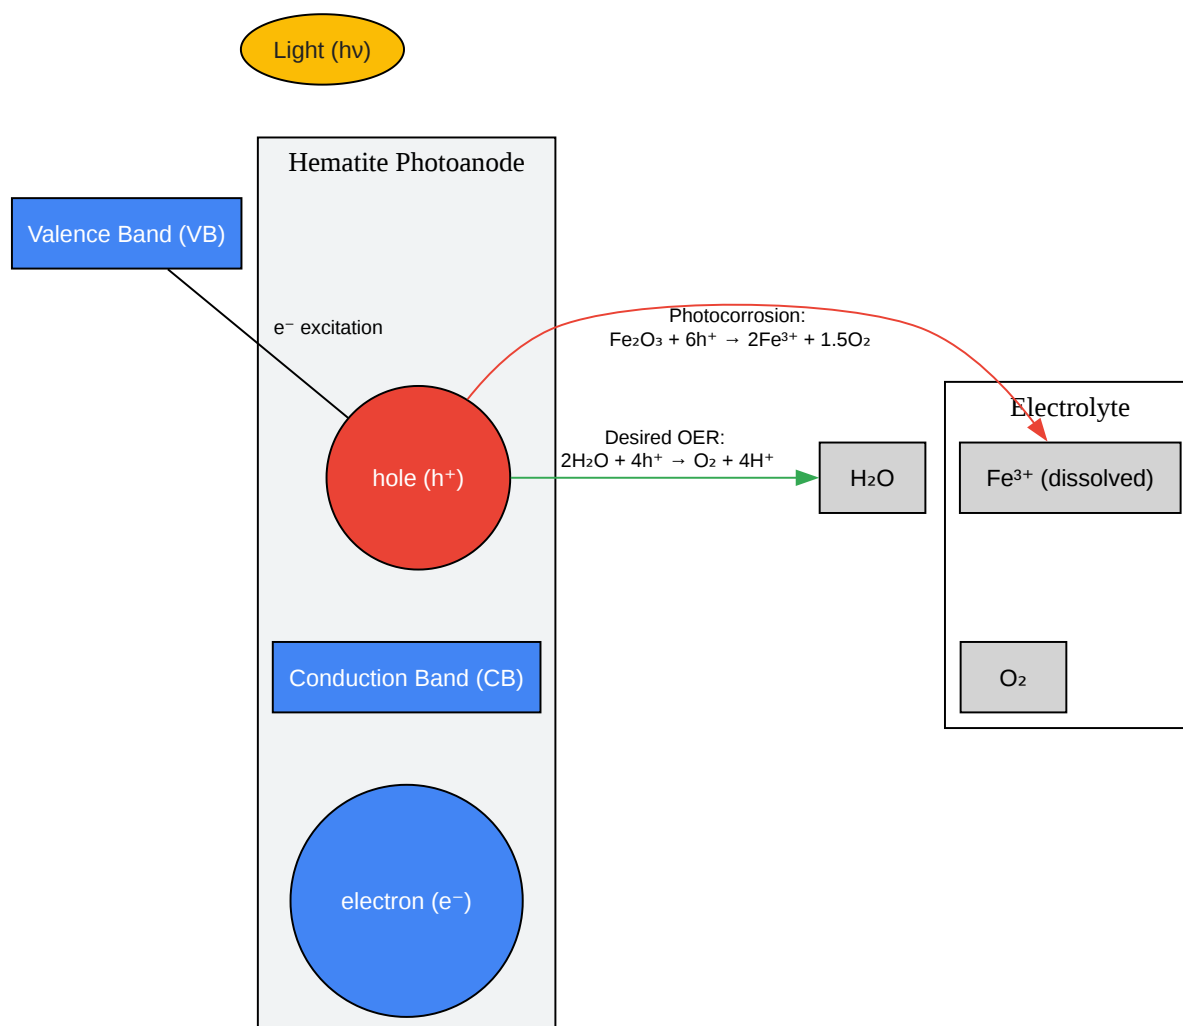 Light (hν)
Hematite Photoanode
Valence Band (VB)
e⁻ excitation
Photocorrosion:
Fe₂O₃ + 6h⁺ → 2Fe³⁺ + 1.5O₂
Electrolyte
Desired OER:
2H₂O + 4h⁺ → O₂ + 4H⁺
hole (h⁺)
H₂O
Fe³⁺ (dissolved)
Conduction Band (CB)
O₂
electron (e⁻)